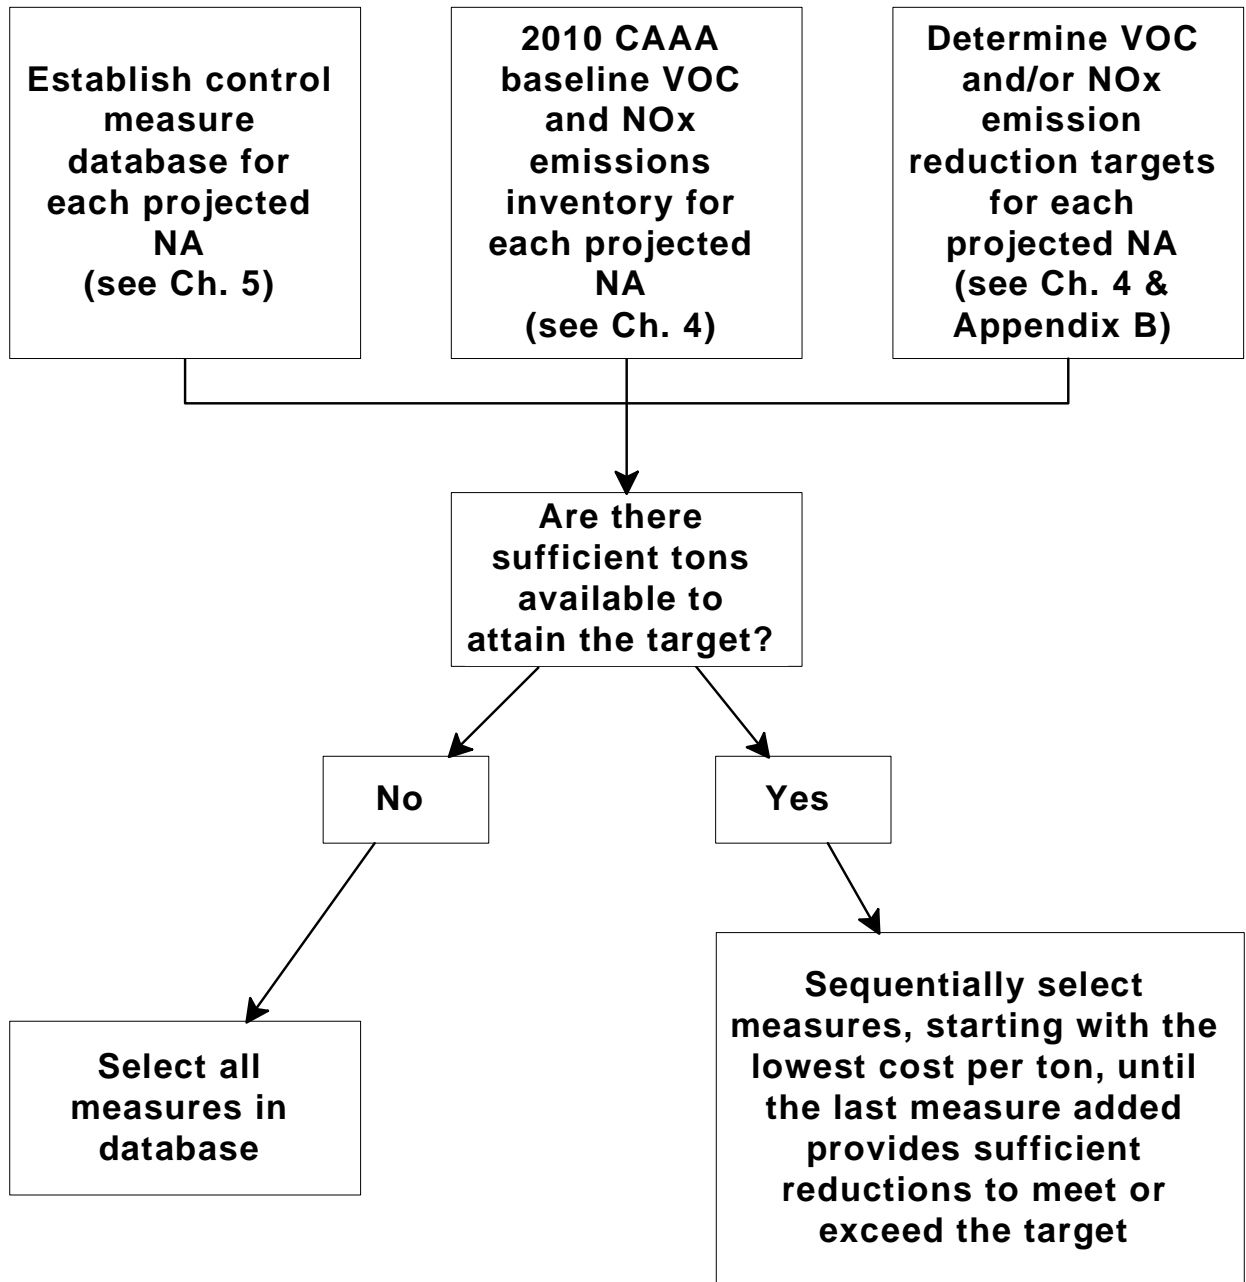 Establish control
measure
database for
each projected
NA
(see Ch. 5)
2010 CAAA
baseline VOC
and NOx
emissions
inventory for
each projected
NA
(see Ch. 4)
Determine VOC
and/or NOx
emission
reduction targets
for each
projected NA
(see Ch. 4 &
Appendix B)
Are there
sufficient tons
available to
attain the target?
No
Yes
Select all
measures in
database
Sequentially select
measures, starting with the
lowest cost per ton, until
the last measure added
provides sufficient
reductions to meet or
exceed the target